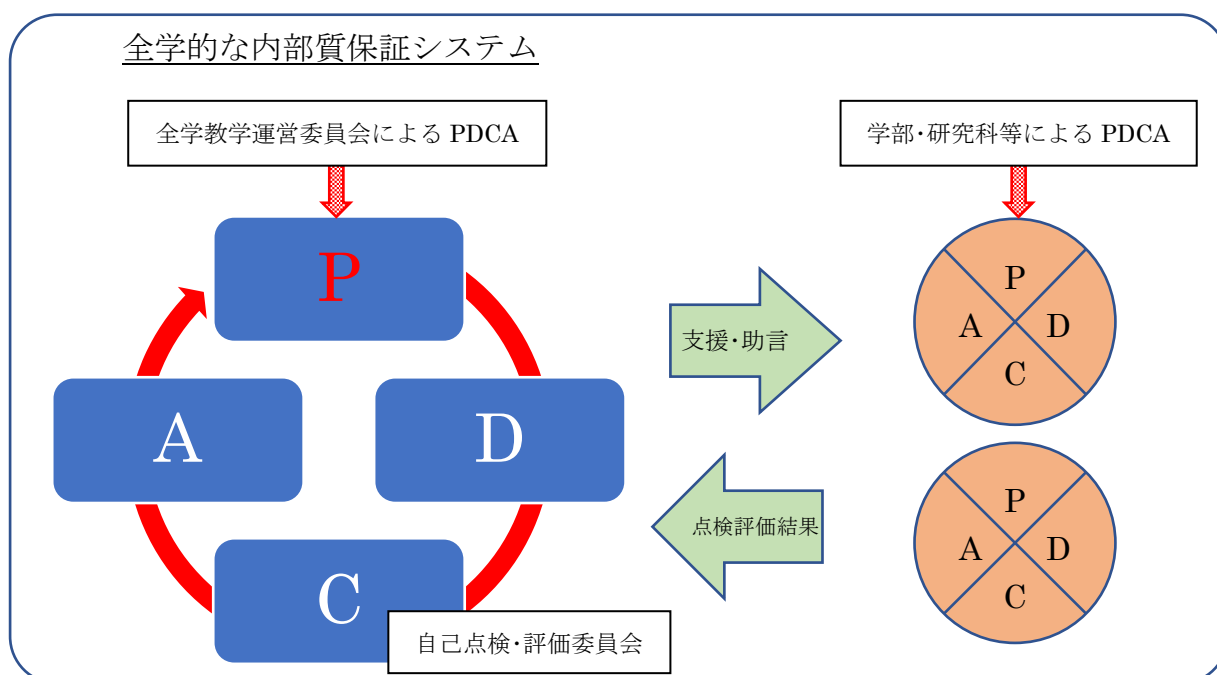 全学的な内部質保証システム
全学教学運営委員会による PDCA
学部・研究科等による PDCA
P
A
D
C
自己点検・評価委員会
支援・助言
点検評価結果
P
A
D
C
P
A
D
C